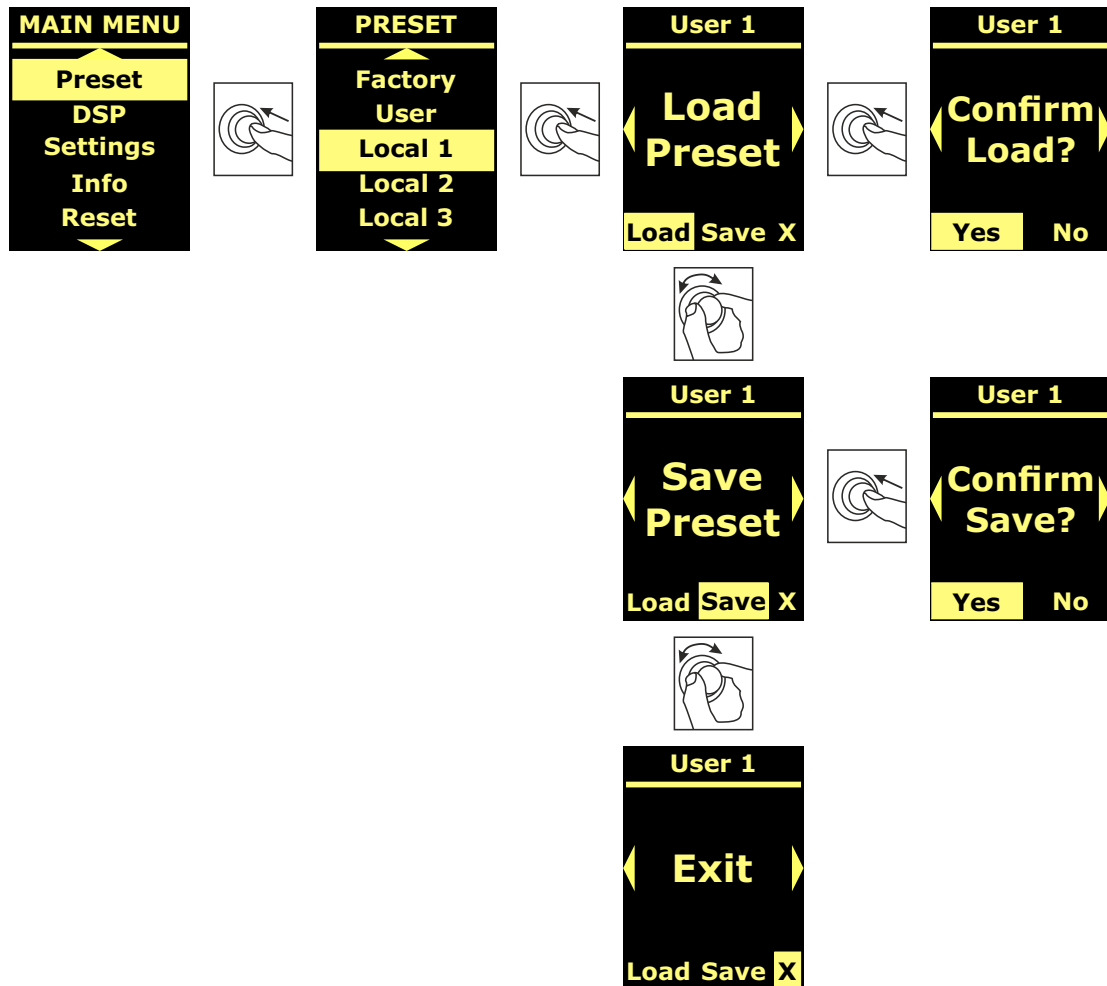 MAIN MENU
Preset
DSP
Settings
Info
Reset
PRESET
Factory
User
Local 1
Local 2
Local 3
User 1
Load
Preset
Load Save X
User 1
Confirm
Load?
Yes No
User 1
Save
Preset
Load Save X
User 1
Confirm
Save?
Yes No
User 1
Exit
Load Save X